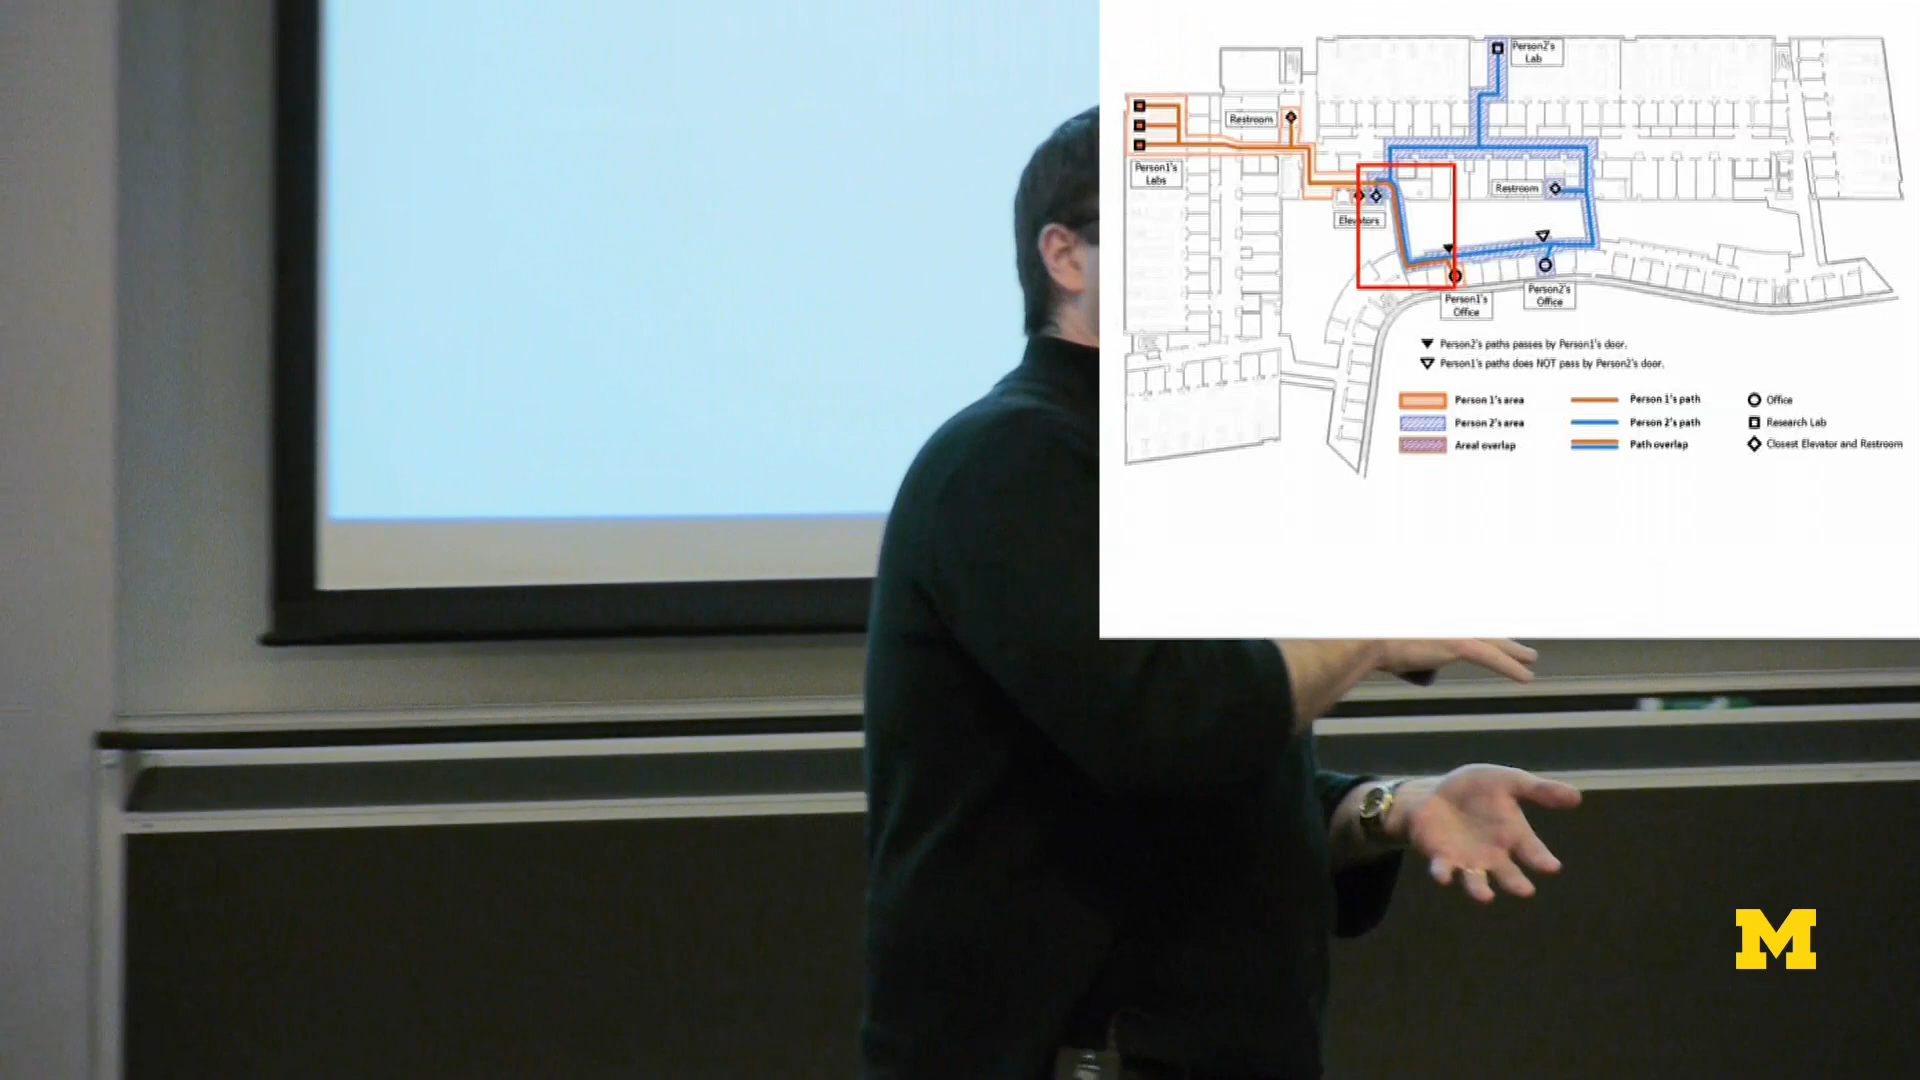 Person2's
Lab
Restroom
Person1's
Labs
Restroom
Elevators
Person1's
Office
Person2's
Office
Person2's paths passes by Person1's door.
Person1's paths does NOT pass by Person2's door.
Person 1's area
Person 1's path
Office
Person 2's area
Person 2's path
Research Lab
Areal overlap
Path overlap
Closest Elevator and Restroom
M